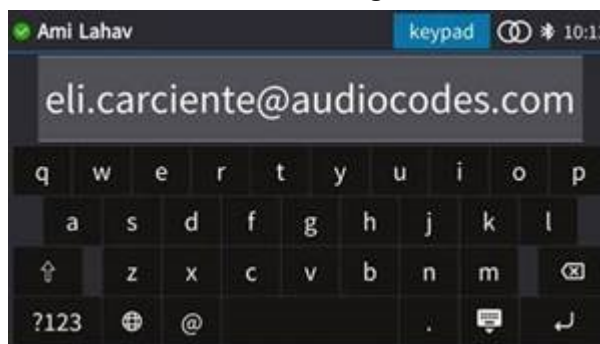 Ami Lahav keypad 10:1
eli.carciente@audiocodes.com
q w e r t y u i o p
a s d f g h j k l
z x c v b n m
?123 @ .